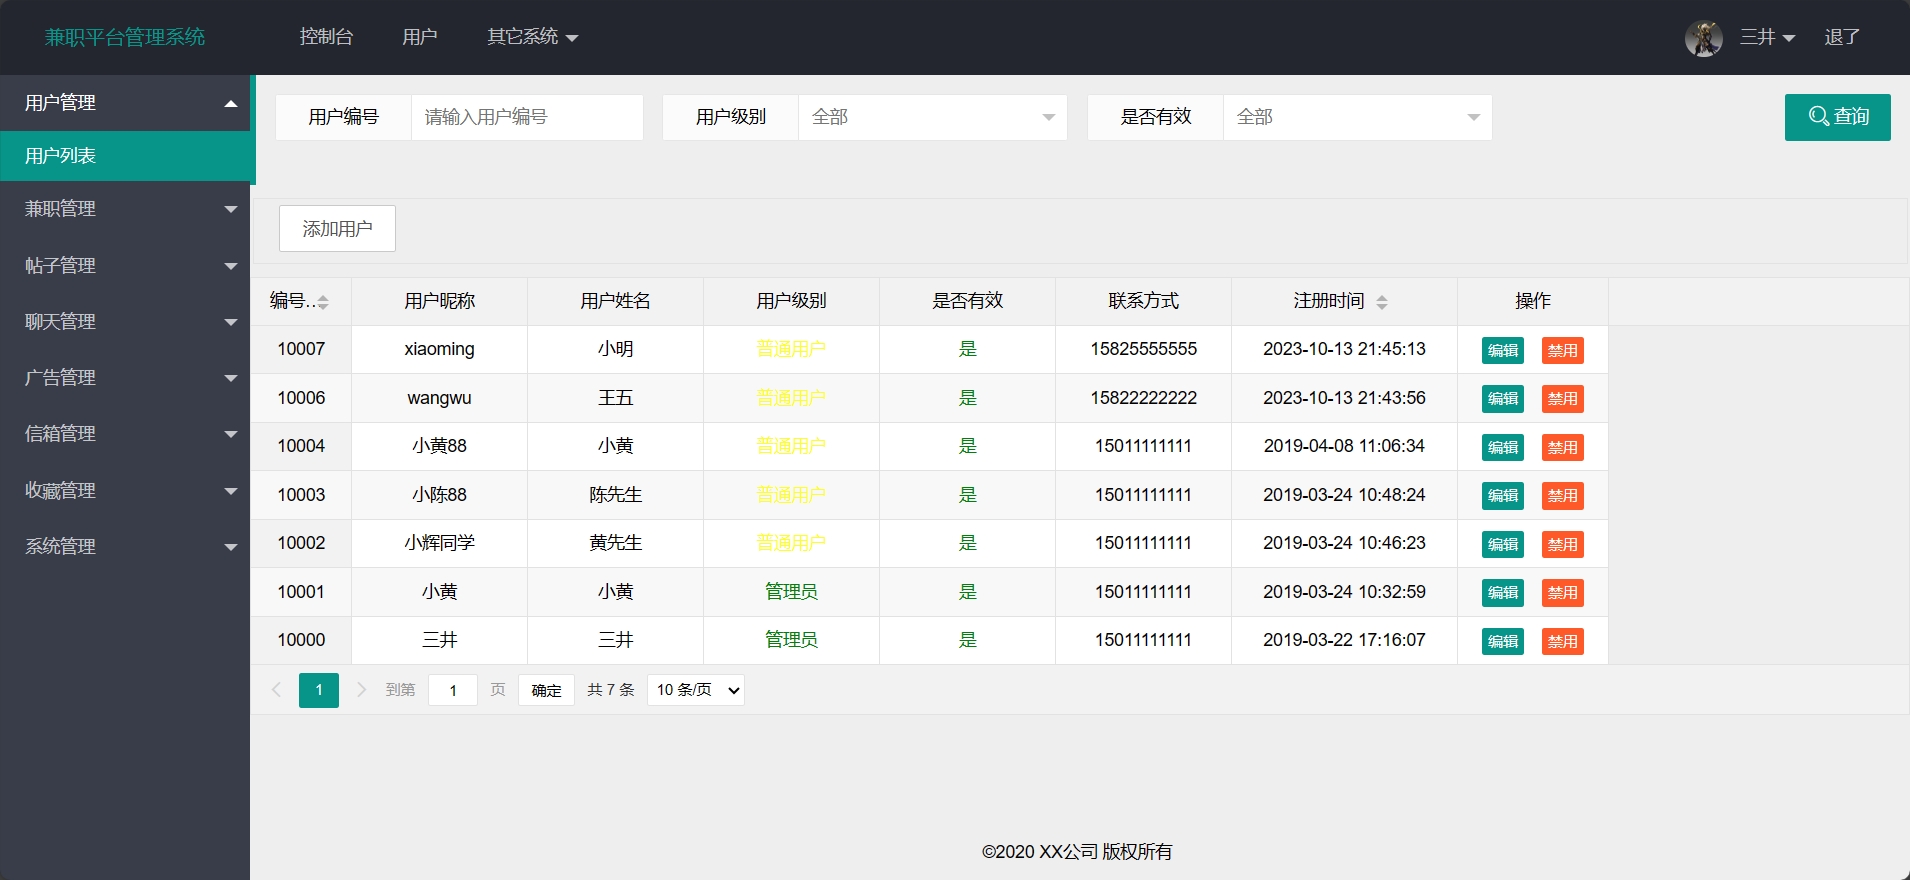 兼职平台管理系统 控制台 用户 其它系统 三井 退了
用户管理
用户列表
兼职管理
帖子管理
聊天管理
广告管理
信箱管理
收藏管理
系统管理
用户编号 请输入用户编号 用户级别 全部 是否有效 全部 查询
添加用户
编号.. 用户昵称 用户姓名 用户级别 是否有效 联系方式 注册时间 操作
10007 xiaoming 小明 普通用户 是 15825555555 2023-10-13 21:45:13 编辑 禁用
10006 wangwu 王五 普通用户 是 15822222222 2023-10-13 21:43:56 编辑 禁用
10004 小黄88 小黄 普通用户 是 15011111111 2019-04-08 11:06:34 编辑 禁用
10003 小陈88 陈先生 普通用户 是 15011111111 2019-03-24 10:48:24 编辑 禁用
10002 小辉同学 黄先生 普通用户 是 15011111111 2019-03-24 10:46:23 编辑 禁用
10001 小黄 小黄 管理员 是 15011111111 2019-03-24 10:32:59 编辑 禁用
10000 三井 三井 管理员 是 15011111111 2019-03-22 17:16:07 编辑 禁用
1 到第 1 页 确定 共 7 条 10 条/页
©2020 XX公司 版权所有